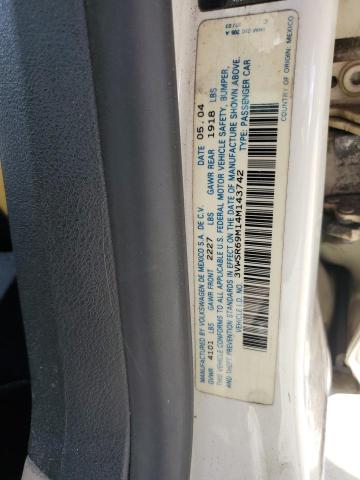 MANUFACTURED BY VOLKSWAGEN DE MEXICO S.A. DE C.V. DATE 05.04
GVWR 4101 LBS GAWR FRONT 2227 LBS GAWR REAR 1918 LBS
THIS VEHICLE CONFORMS TO ALL APPLICABLE U.S. FEDERAL MOTOR VEHICLE SAFETY, BUMPER,
AND THEFT PREVENTION STANDARDS IN EFFECT ON THE DATE OF MANUFACTURE SHOWN ABOVE.
VEHICLE I.D. NO.: 3VWSR69M14M143742 TYPE: PASSENGER CAR
COUNTRY OF ORIGIN: MEXICO